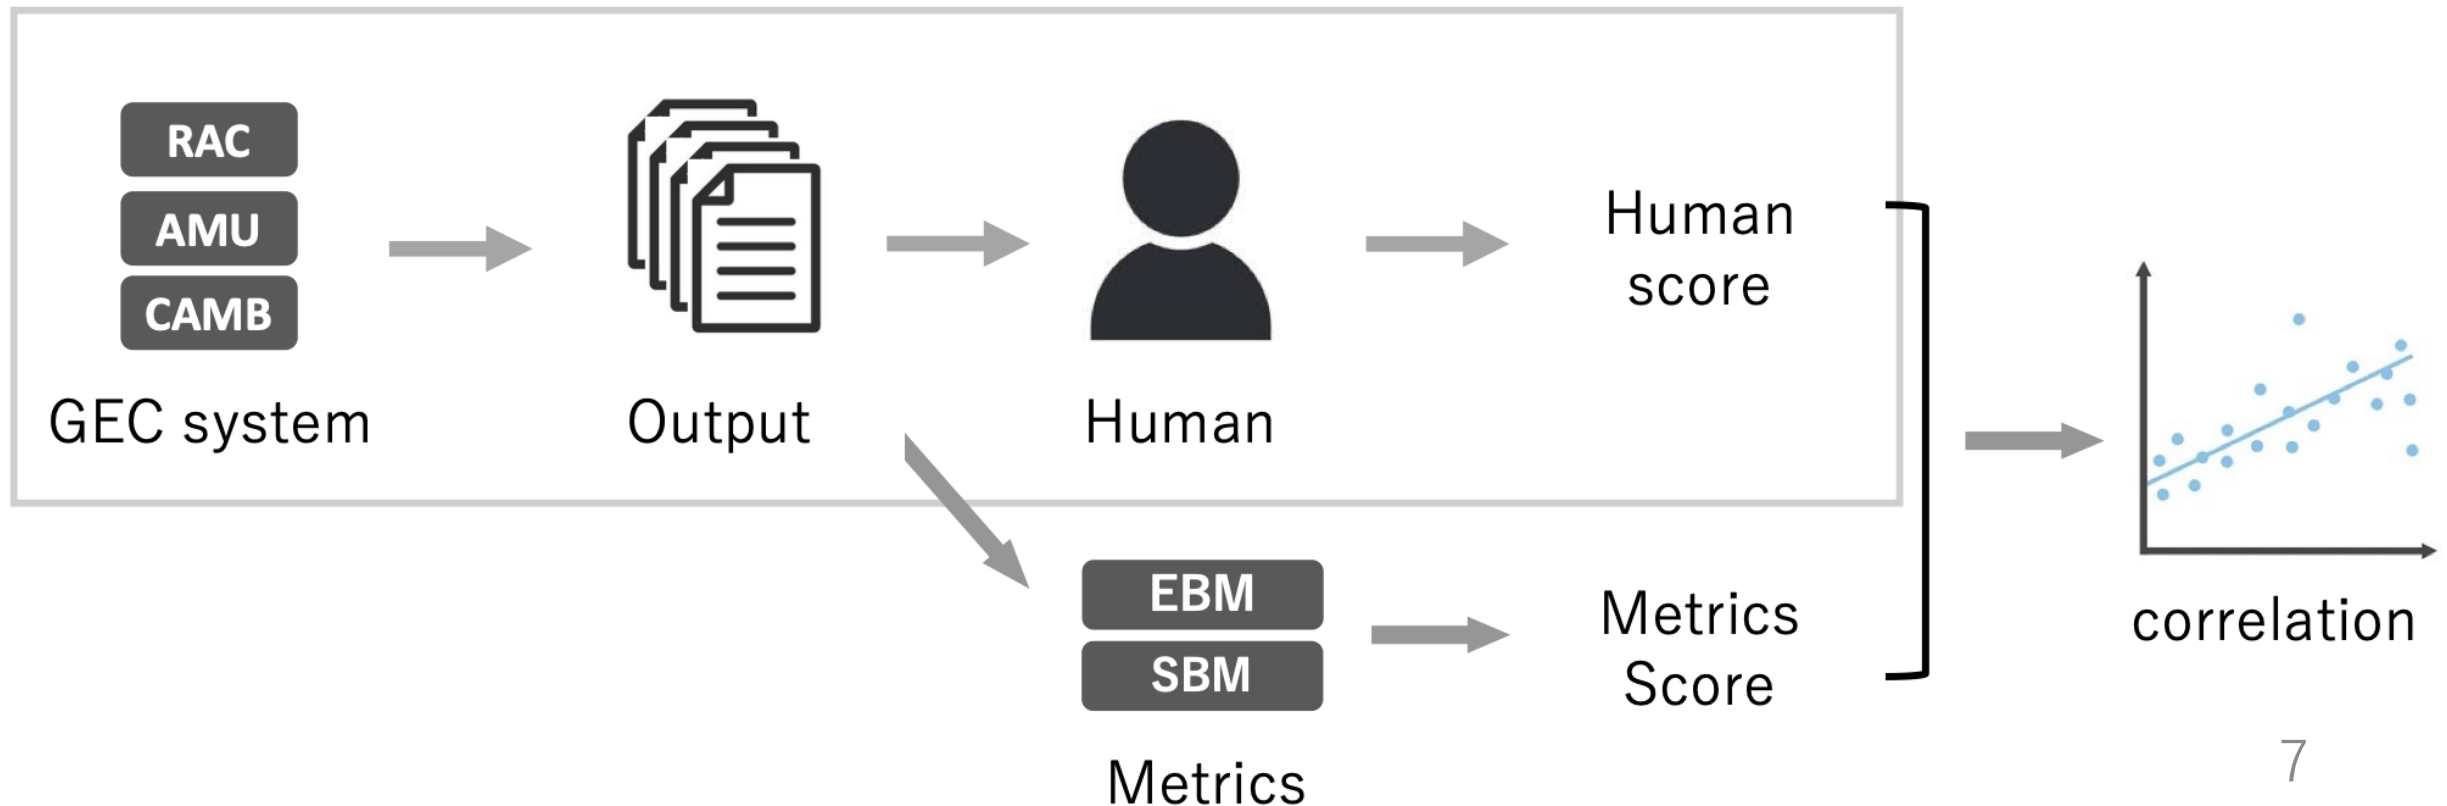 RAC
AMU
CAMB
GEC system
Output
Human
Human
score
EBM
SBM
Metrics
Metrics
Score
correlation
7